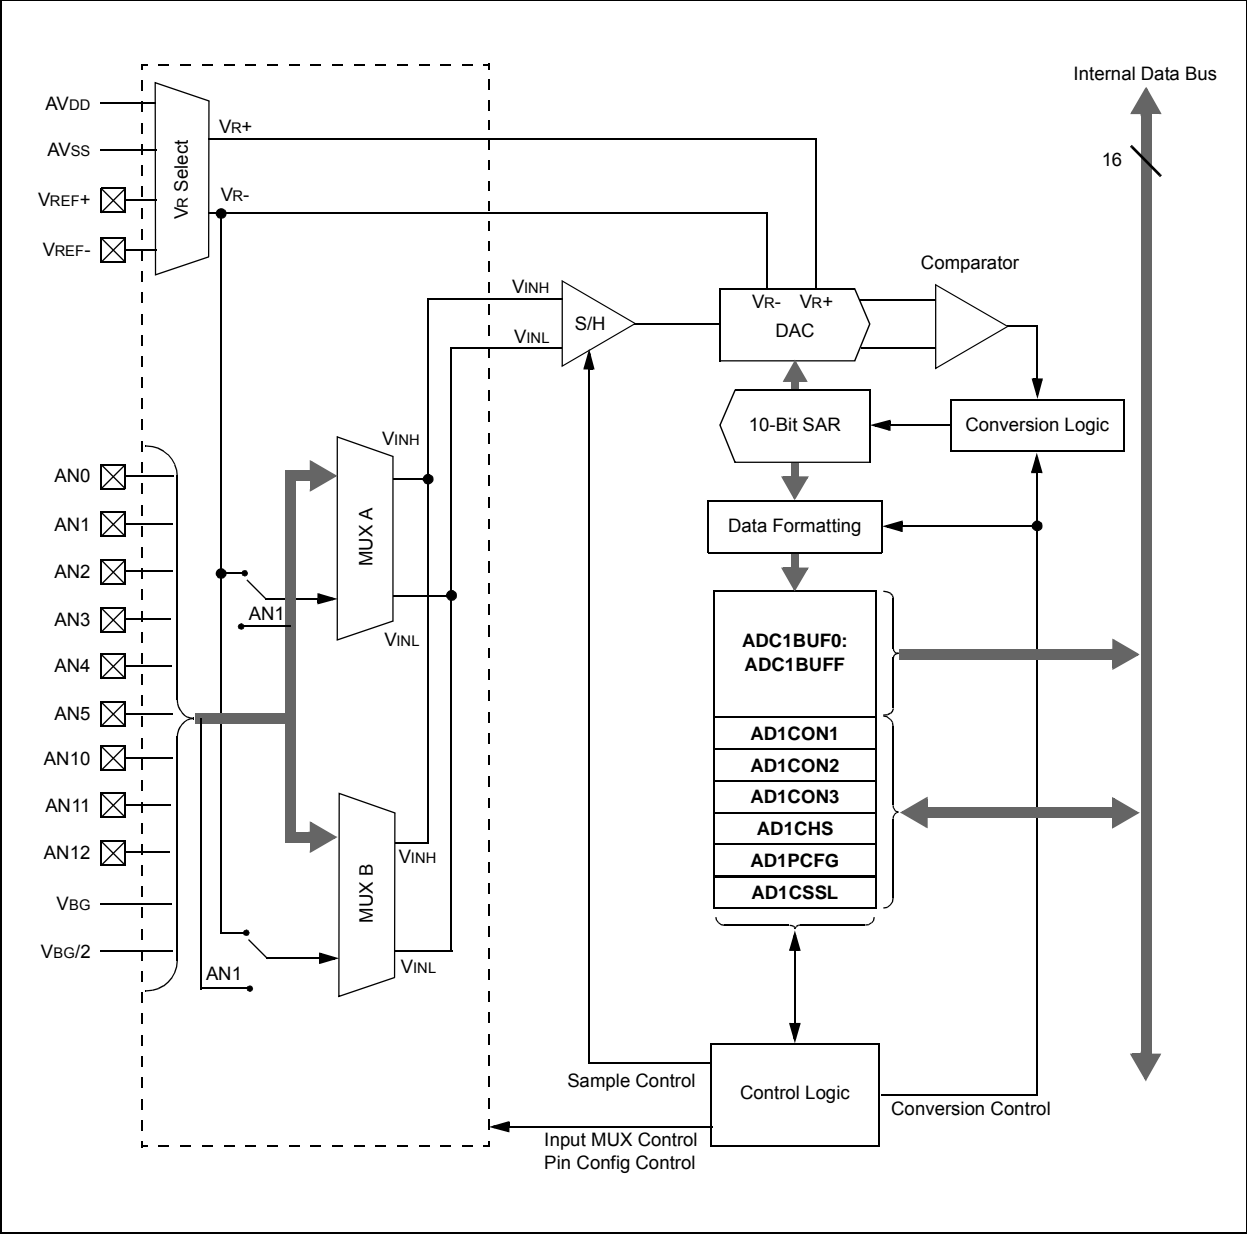 Internal Data Bus
16
AVDD
AVSS
VREF+
VREF-
VR Select
VR+
VR-
Comparator
VINH
VINL
S/H
VR- VR+
DAC
10-Bit SAR
Conversion Logic
Data Formatting
AN0
AN1
AN2
AN3
AN4
AN5
AN10
AN11
AN12
VBG
VBG/2
VINH
MUX A
VINL
AN1
VINH
MUX B
VINL
AN1
ADC1BUF0:
ADC1BUFF
AD1CON1
AD1CON2
AD1CON3
AD1CHS
AD1PCFG
AD1CSSL
Sample Control
Control Logic
Conversion Control
Input MUX Control
Pin Config Control